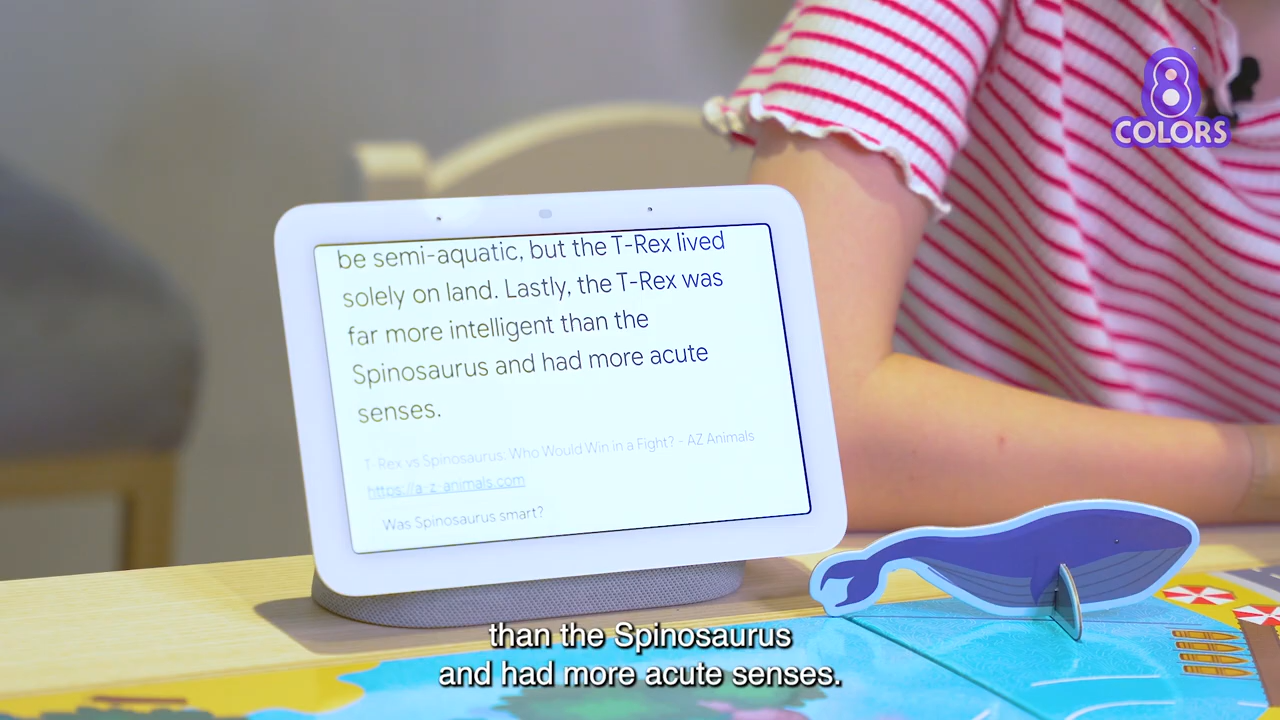 8
COLORS
be semi-aquatic, but the T-Rex lived
solely on land. Lastly, the T-Rex was
far more intelligent than the
Spinosaurus and had more acute
senses.
T-Rex vs Spinosaurus: Who Would Win in a Fight? - AZ Animals
https://a-z-animals.com
Was Spinosaurus smart?
than the Spinosaurus
and had more acute senses.